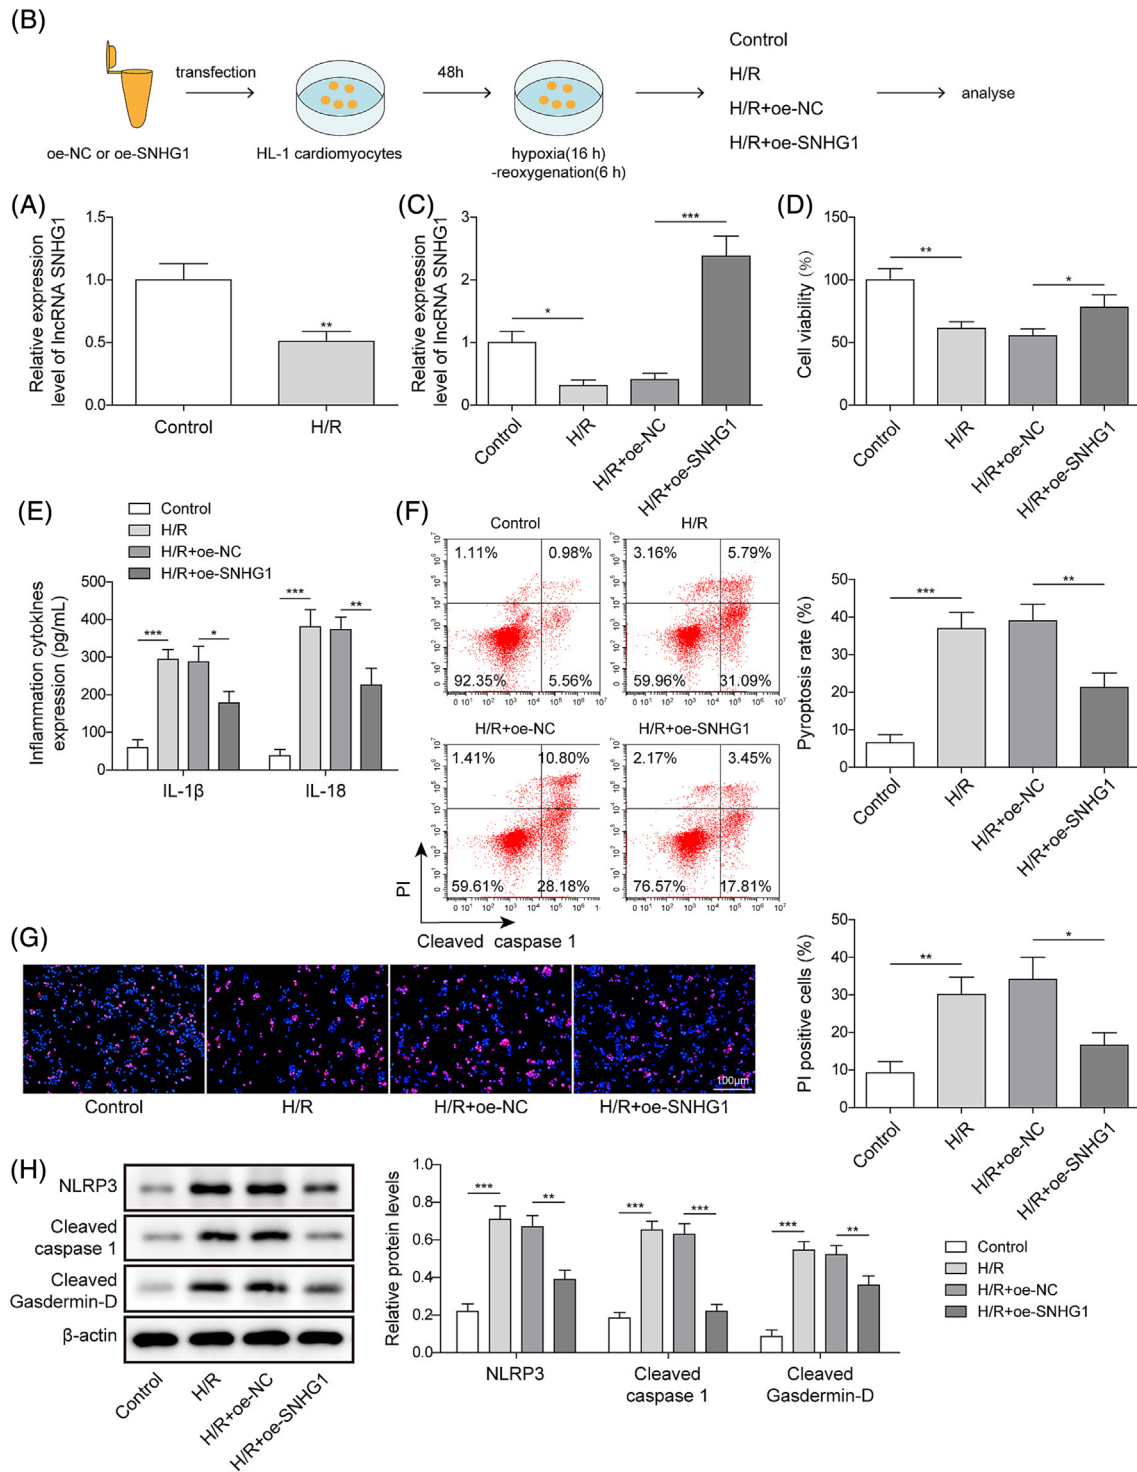 (B)
oe-NC or oe-SNHG1
transfection
HL-1 cardiomyocytes
48h
hypoxia(16 h)
-reoxygenation(6 h)
Control
H/R
H/R+oe-NC
H/R+oe-SNHG1
analyse
(A)
Relative expression
level of lncRNA SNHG1
1.5
1.0
0.5
0.0
**
Control
H/R
(C)
Relative expression
level of lncRNA SNHG1
3
2
1
0
*
***
Control
H/R
H/R+oe-NC
H/R+oe-SNHG1
(D)
Cell viability (%)
150
100
50
0
**
*
Control
H/R
H/R+oe-NC
H/R+oe-SNHG1
(E)
Control
H/R
H/R+oe-NC
H/R+oe-SNHG1
Inflammation cytokines
expression (pg/mL)
500
400
300
200
100
0
***
*
***
**
IL-1β
IL-18
(F)
Control
1.11%
0.98%
92.35%
5.56%
H/R
3.16%
5.79%
59.96%
31.09%
H/R+oe-NC
1.41%
10.80%
59.61%
28.18%
H/R+oe-SNHG1
2.17%
3.45%
76.57%
17.81%
PI
Cleaved caspase 1
Pyroptosis rate (%)
50
40
30
20
10
0
***
**
Control
H/R
H/R+oe-NC
H/R+oe-SNHG1
(G)
100μm
Control
H/R
H/R+oe-NC
H/R+oe-SNHG1
PI positive cells (%)
50
40
30
20
10
0
**
*
Control
H/R
H/R+oe-NC
H/R+oe-SNHG1
(H)
NLRP3
Cleaved
caspase 1
Cleaved
Gasdermin-D
β-actin
Control
H/R
H/R+oe-NC
H/R+oe-SNHG1
Relative protein levels
1.0
0.8
0.6
0.4
0.2
0.0
***
**
***
***
***
**
NLRP3
Cleaved
caspase 1
Cleaved
Gasdermin-D
Control
H/R
H/R+oe-NC
H/R+oe-SNHG1